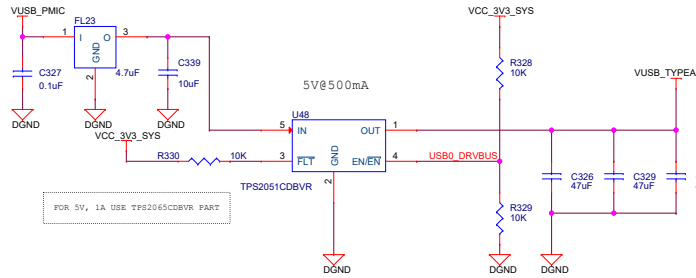 VUSB_PMIC
FL23
1
I
O
3
GND
2
4.7uF
C327
0.1uF
C339
10uF
DGND
DGND
DGND
VCC_3V3_SYS
R330
10K
5V@500mA
U48
5
IN
OUT
1
3
FLT
GND
EN/EN
4
2
TPS2051CDBVR
USB0_DRVBUS
DGND
VCC_3V3_SYS
R328
10K
R329
10K
DGND
VUSB_TYPEA
C326
47uF
C329
47uF
DGND
FOR 5V, 1A USE TPS2065CDBVR PART